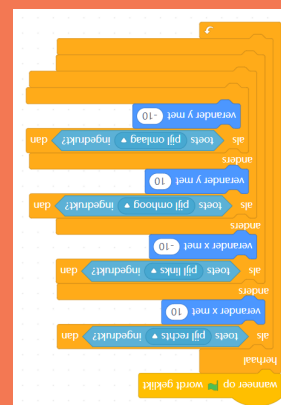 wanneer op wordt geklikt
herhaal
als toets pijl rechts ▾ ingedrukt? dan
verander x met 10
anders
als toets pijl links ▾ ingedrukt? dan
verander x met -10
anders
als toets pijl omhoog ▾ ingedrukt? dan
verander y met 10
anders
als toets pijl omlaag ▾ ingedrukt? dan
verander y met -10